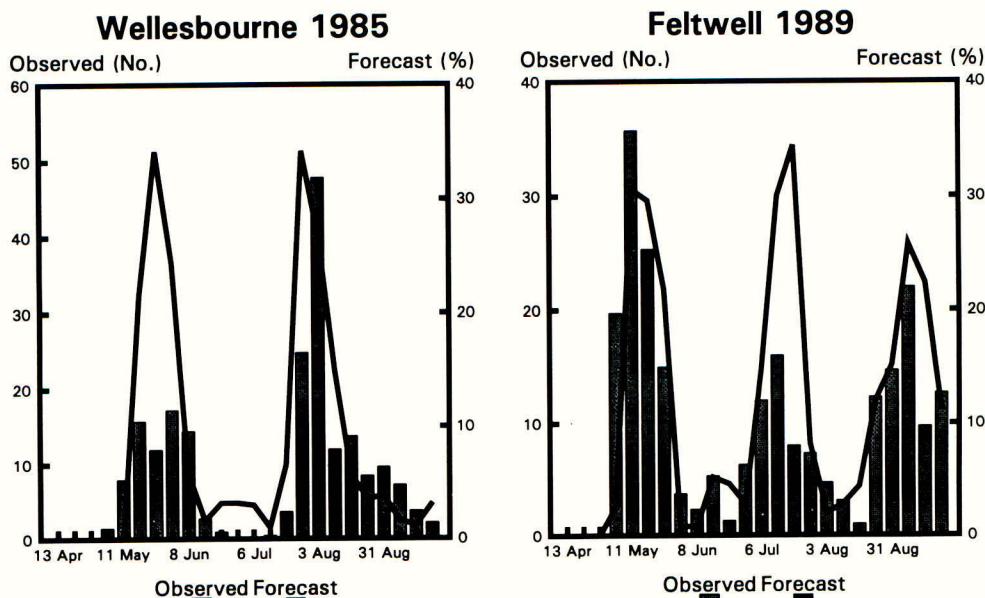 Wellesbourne 1985
Observed (No.) Forecast (%)
60 40
50
30
40
30
20
20
10
10
0 0
13 Apr 11 May 8 Jun 6 Jul 3 Aug 31 Aug
Observed Forecast
Feltwell 1989
Observed (No.) Forecast (%)
40 40
30 30
20 20
10 10
0 0
13 Apr 11 May 8 Jun 6 Jul 3 Aug 31 Aug
Observed Forecast